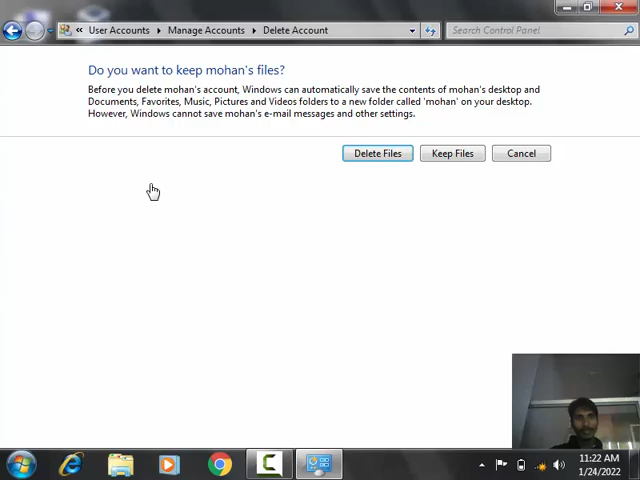 « User Accounts ▸ Manage Accounts ▸ Delete Account
Search Control Panel
Do you want to keep mohan's files?
Before you delete mohan's account, Windows can automatically save the contents of mohan's desktop and
Documents, Favorites, Music, Pictures and Videos folders to a new folder called 'mohan' on your desktop.
However, Windows cannot save mohan's e-mail messages and other settings.
Delete Files
Keep Files
Cancel
11:22 AM
1/24/2022